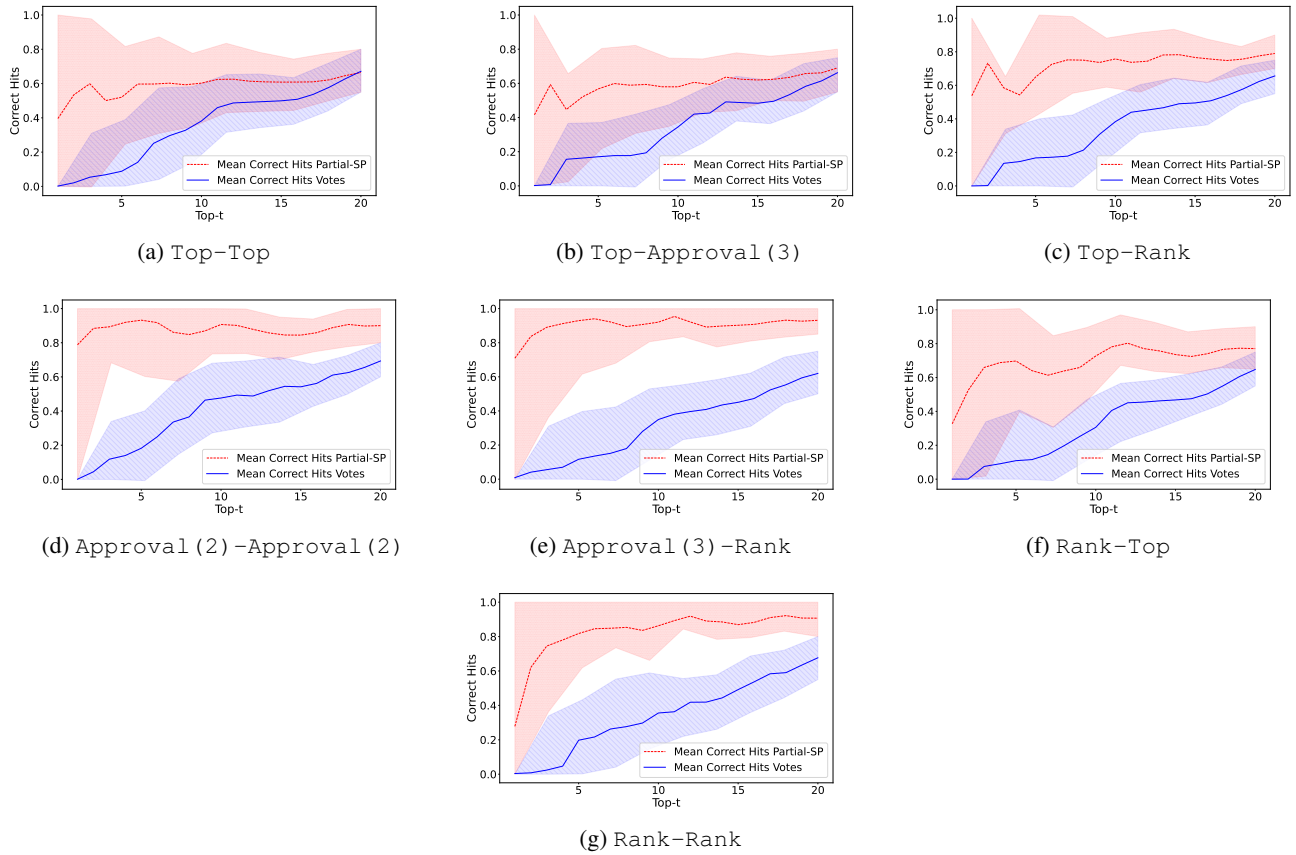 1.0
0.8
0.6
0.4
0.2
0.0
Correct Hits
Mean Correct Hits Partial-SP
Mean Correct Hits Votes
5 10 15 20
Top-t
(a) Top-Top
1.0
0.8
0.6
0.4
0.2
0.0
Correct Hits
Mean Correct Hits Partial-SP
Mean Correct Hits Votes
5 10 15 20
Top-t
(b) Top-Approval(3)
1.0
0.8
0.6
0.4
0.2
0.0
Correct Hits
Mean Correct Hits Partial-SP
Mean Correct Hits Votes
5 10 15 20
Top-t
(c) Top-Rank
1.0
0.8
0.6
0.4
0.2
0.0
Correct Hits
Mean Correct Hits Partial-SP
Mean Correct Hits Votes
5 10 15 20
Top-t
(d) Approval(2)-Approval(2)
1.0
0.8
0.6
0.4
0.2
0.0
Correct Hits
Mean Correct Hits Partial-SP
Mean Correct Hits Votes
5 10 15 20
Top-t
(e) Approval(3)-Rank
1.0
0.8
0.6
0.4
0.2
0.0
Correct Hits
Mean Correct Hits Partial-SP
Mean Correct Hits Votes
5 10 15 20
Top-t
(f) Rank-Top
1.0
0.8
0.6
0.4
0.2
0.0
Correct Hits
Mean Correct Hits Partial-SP
Mean Correct Hits Votes
5 10 15 20
Top-t
(g) Rank-Rank